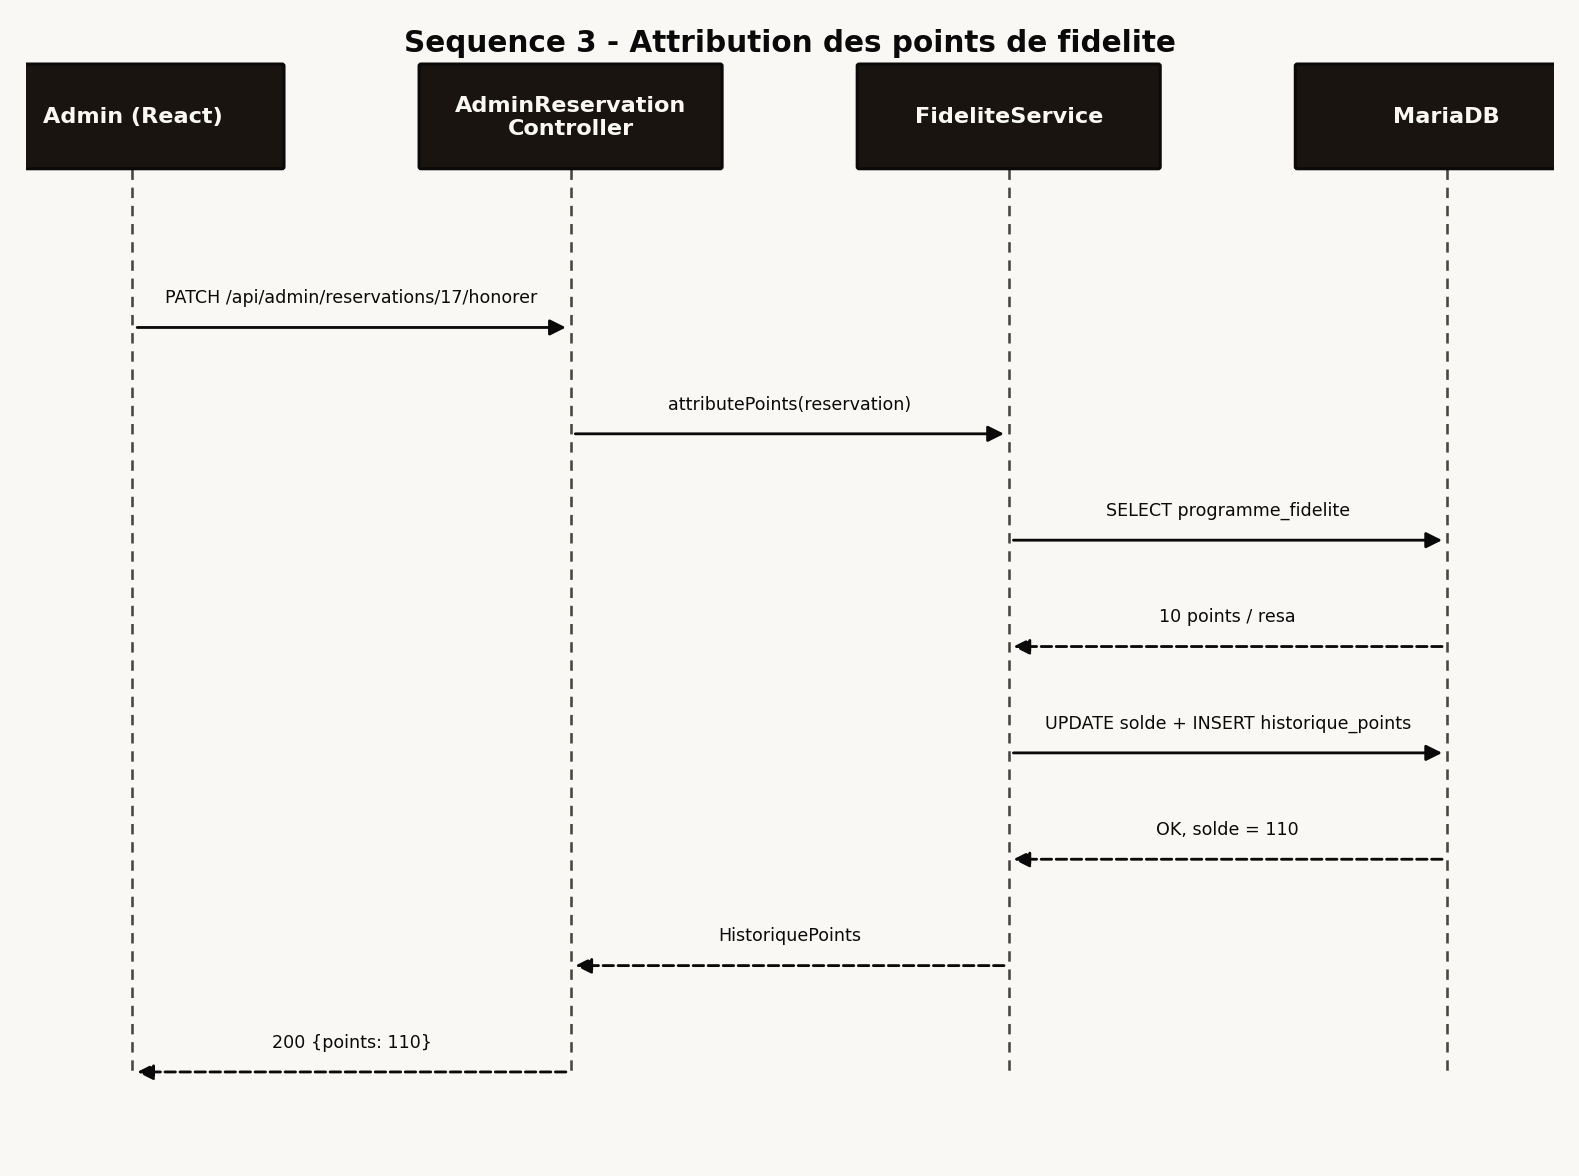 Sequence 3 - Attribution des points de fidelite
Admin (React)
AdminReservation
Controller
FideliteService
MariaDB
PATCH /api/admin/reservations/17/honorer
attributePoints(reservation)
SELECT programme_fidelite
10 points / resa
UPDATE solde + INSERT historique_points
OK, solde = 110
HistoriquePoints
200 {points: 110}